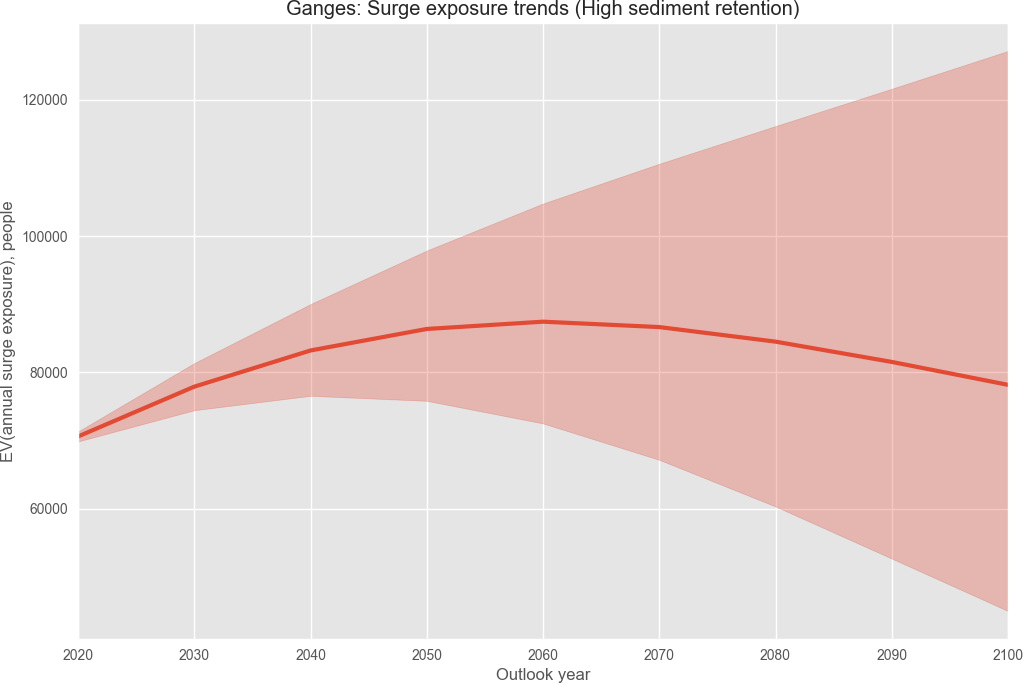 Ganges: Surge exposure trends (High sediment retention)
EV(annual surge exposure), people
120000
100000
80000
60000
2020 2030 2040 2050 2060 2070 2080 2090 2100
Outlook year